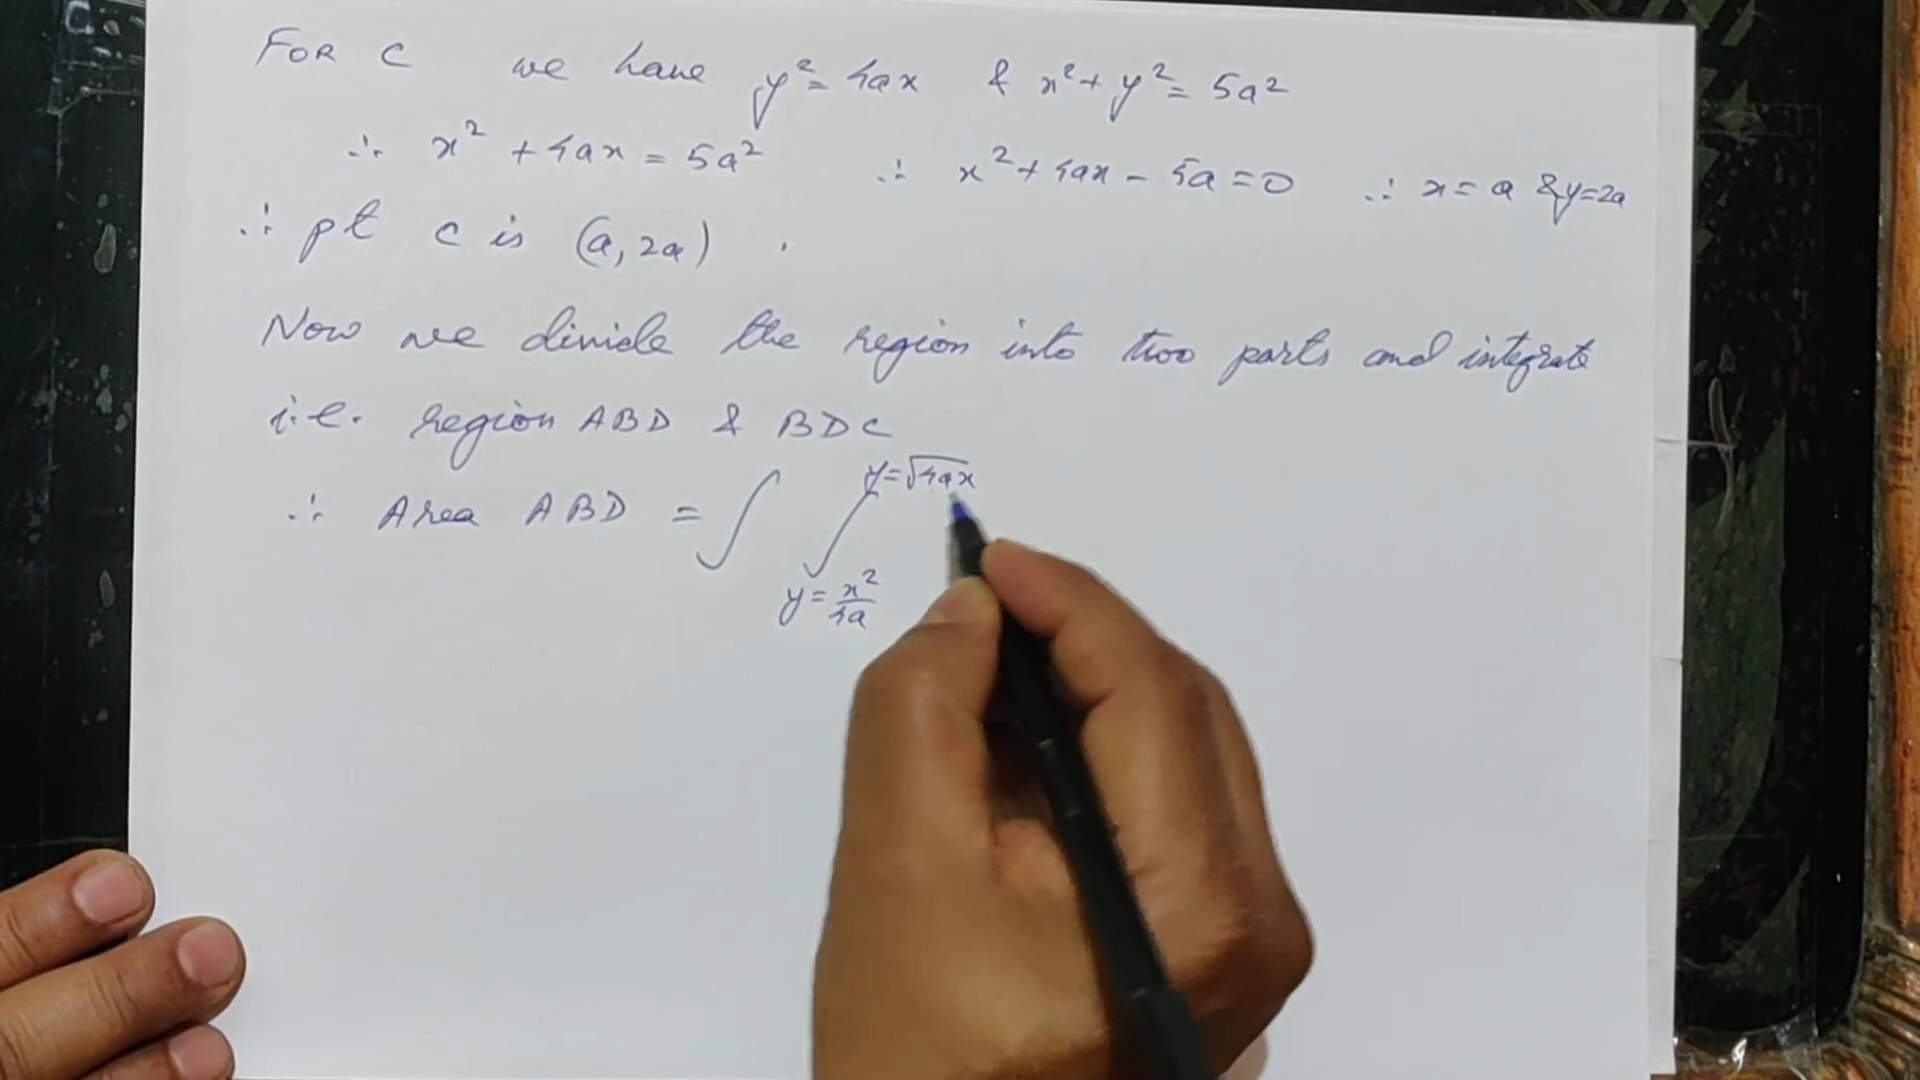 FOR C we have y² = 4ax & x² + y² = 5a²
∴ x² + 4ax = 5a² ∴ x² + 4ax - 5a = 0 ∴ x = a & y = 2a
∴ pt C is (a, 2a) .
Now we divide the region into two parts and integrate
i.e. region ABD & BDC
∴ Area ABD = ∫ ∫ y = √4ax
y = x²/4a